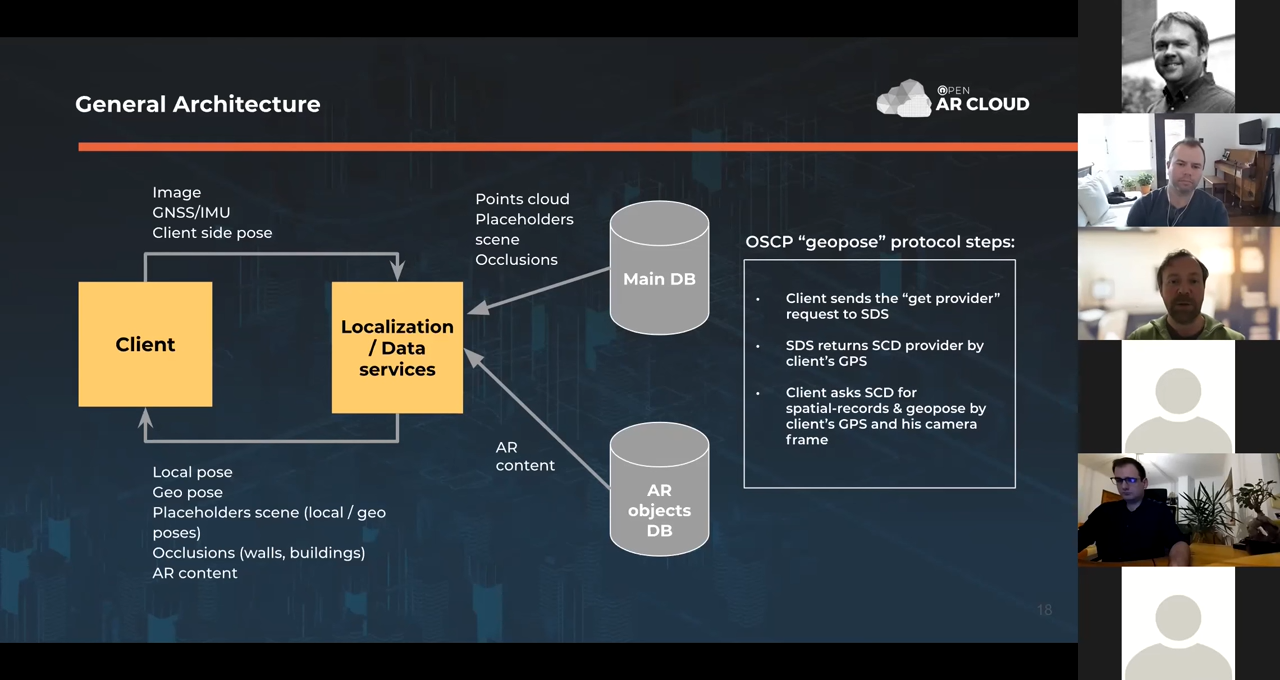 General Architecture
OPEN
AR CLOUD
Image
GNSS/IMU
Client side pose
Points cloud
Placeholders
scene
Occlusions
Client
Localization
/ Data
services
Main DB
AR
content
AR
objects
DB
Local pose
Geo pose
Placeholders scene (local / geo
poses)
Occlusions (walls, buildings)
AR content
OSCP “geopose” protocol steps:
• Client sends the “get provider”
request to SDS
• SDS returns SCD provider by
client’s GPS
• Client asks SCD for
spatial-records & geopose by
client’s GPS and his camera
frame
18